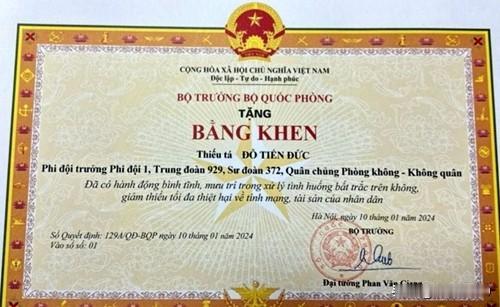 CỘNG HÒA XÃ HỘI CHỦ NGHĨA VIỆT NAM
Độc lập - Tự do - Hạnh phúc
BỘ TRƯỞNG BỘ QUỐC PHÒNG
TẶNG
BẰNG KHEN
Thiếu tá ĐỖ TIẾN ĐỨC
Phi đội trưởng Phi đội 1, Trung đoàn 929, Sư đoàn 372, Quân chủng Phòng không - Không quân
Đã có hành động bình tĩnh, mưu trí trong xử lý tình huống bất trắc trên không,
giảm thiểu tối đa thiệt hại về tính mạng, tài sản của nhân dân
Hà Nội, ngày 10 tháng 01 năm 2024
Số Quyết định: 129A/QĐ-BQP ngày 10 tháng 01 năm 2024
Vào sổ số: 01
BỘ TRƯỞNG
Đại tướng Phan Văn Giang